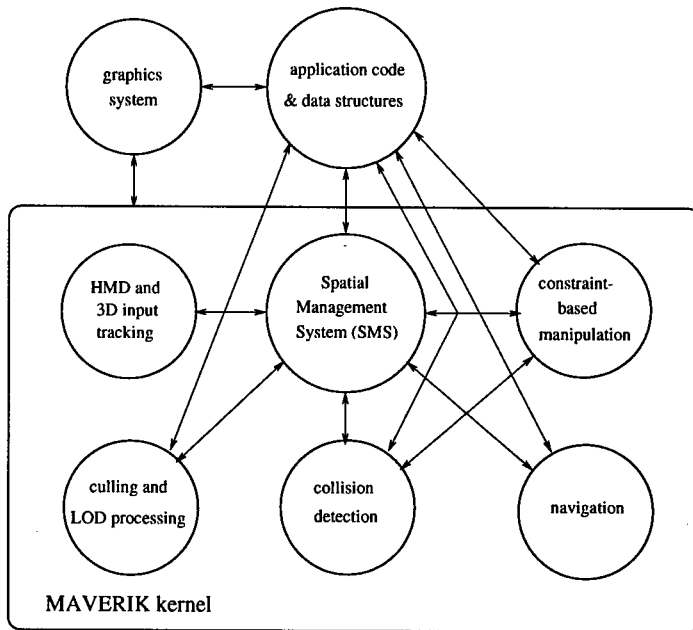 graphics
system
application code
& data structures
HMD and
3D input
tracking
Spatial
Management
System (SMS)
constraint-
based
manipulation
culling and
LOD processing
collision
detection
navigation
MAVERIK kernel